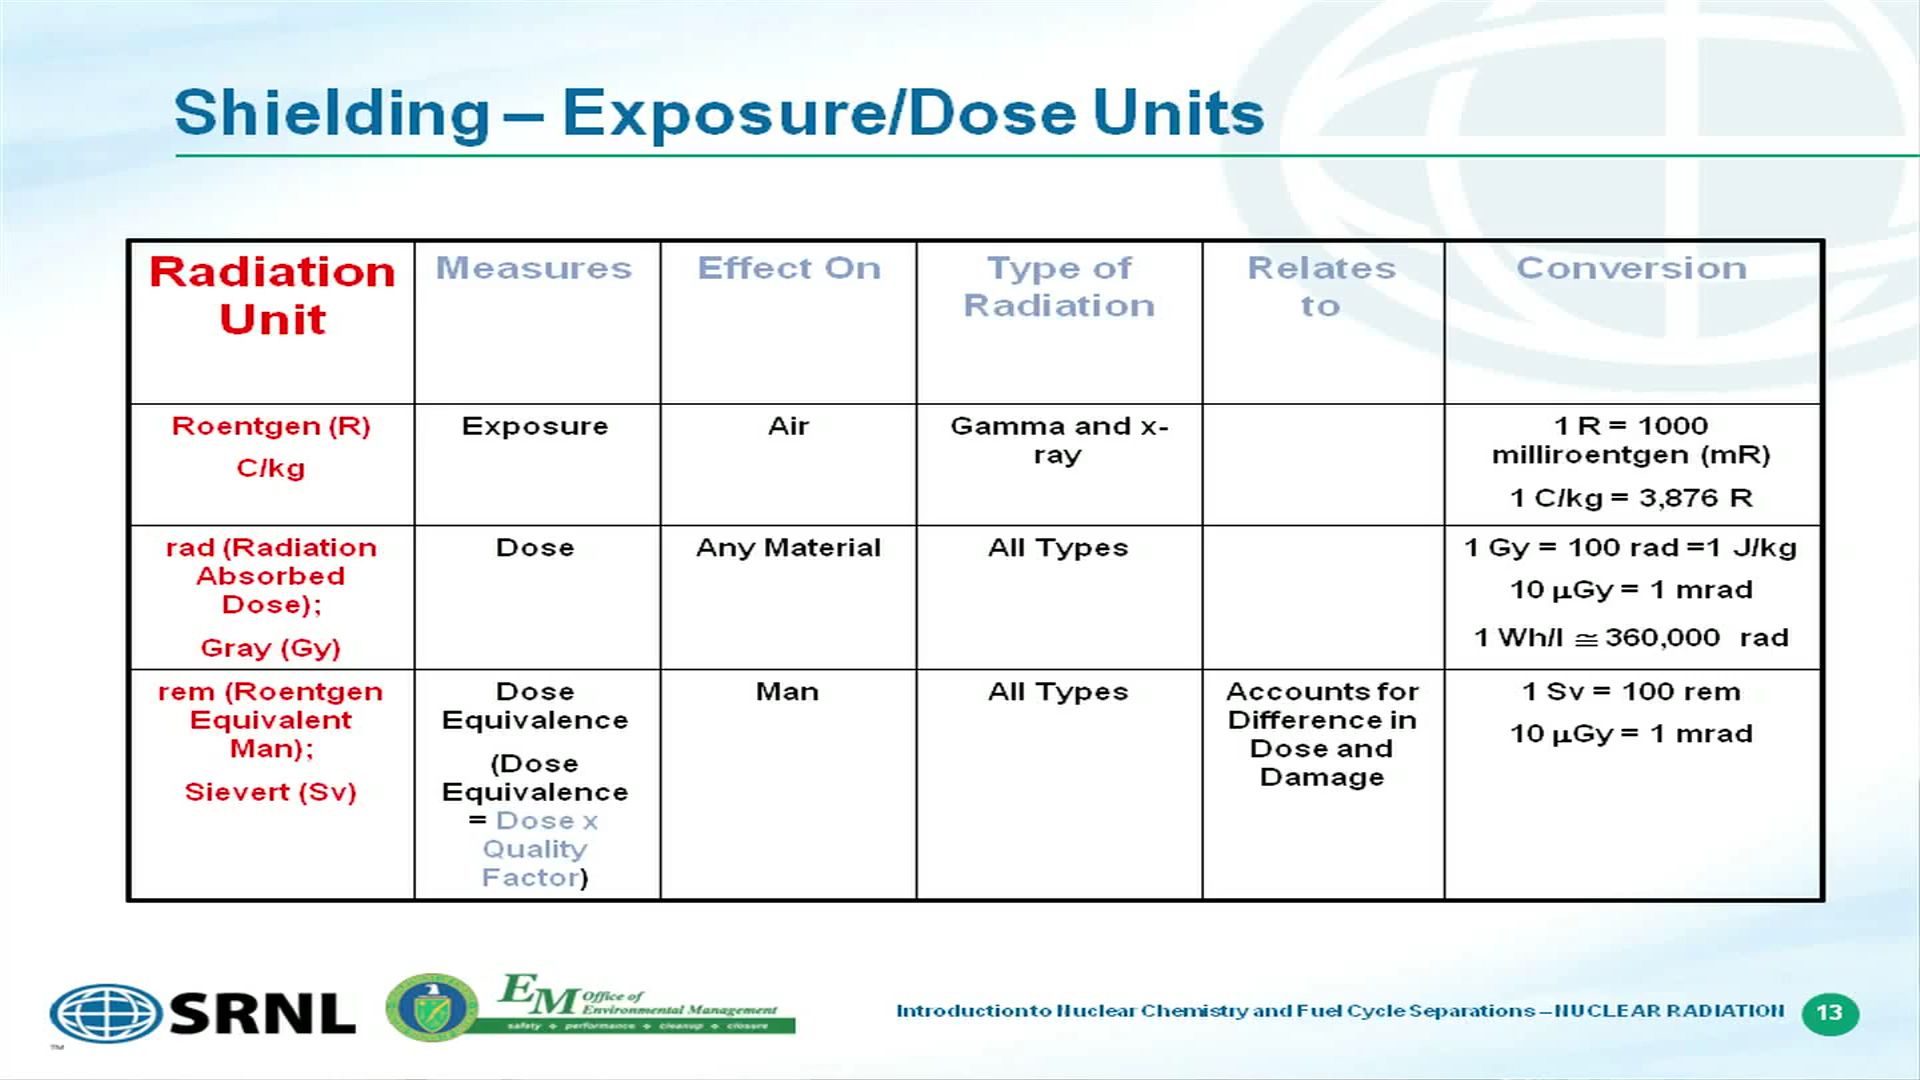 Shielding – Exposure/Dose Units
Radiation
Unit
Measures
Effect On
Type of
Radiation
Relates
to
Conversion
Roentgen (R)
C/kg
Exposure
Air
Gamma and x-
ray
1 R = 1000
milliroentgen (mR)
1 C/kg = 3,876 R
rad (Radiation
Absorbed
Dose);
Gray (Gy)
Dose
Any Material
All Types
1 Gy = 100 rad =1 J/kg
10 μGy = 1 mrad
1 Wh/l ≅ 360,000 rad
rem (Roentgen
Equivalent
Man);
Sievert (Sv)
Dose
Equivalence
(Dose
Equivalence
= Dose x
Quality
Factor)
Man
All Types
Accounts for
Difference in
Dose and
Damage
1 Sv = 100 rem
10 μGy = 1 mrad
SRNL
TM
EM Office of
Environmental Management
safety ❖ performance ❖ cleanup ❖ closure
Introduction to Nuclear Chemistry and Fuel Cycle Separations – NUCLEAR RADIATION
13